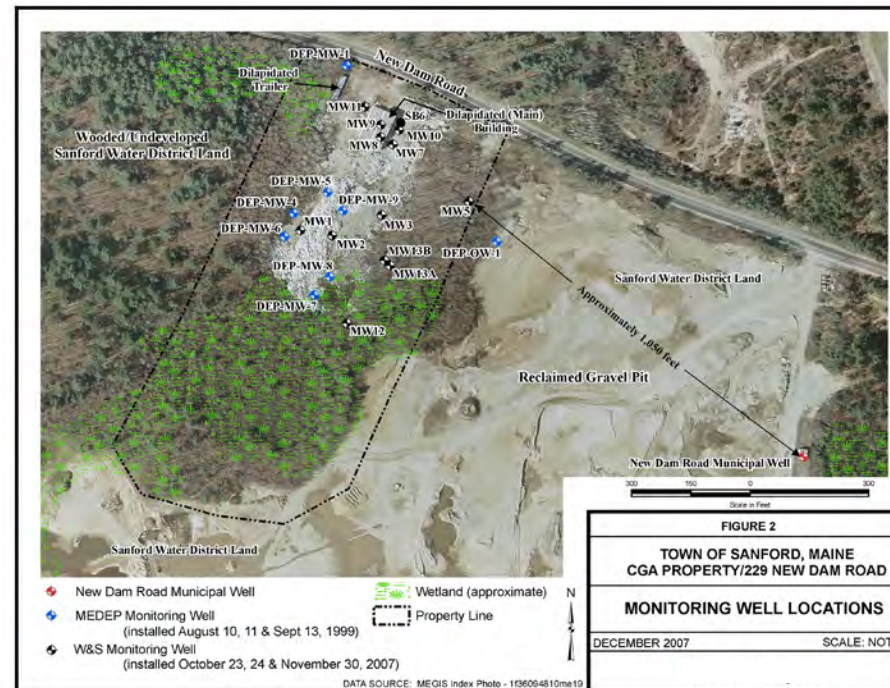 DEP-MW-1
New Dam Road
Dilapidated
Trailer
MW11
SB6
Dilapidated (Main)
Building
MW9
MW10
MW8
MW7
Wooded/Undeveloped
Sanford Water District Land
DEP-MW-5
DEP-MW-4
DEP-MW-9
MW5
MW1
MW3
DEP-MW-6
MW2
DEP-OW-1
MW13B
DEP-MW-8
MW13A
Sanford Water District Land
DEP-MW-7
MW12
Approximately 1,050 feet
Reclaimed Gravel Pit
New Dam Road Municipal Well
300 150 0 300
Scale in Feet
Sanford Water District Land
FIGURE 2
TOWN OF SANFORD, MAINE
CGA PROPERTY/229 NEW DAM ROAD
MONITORING WELL LOCATIONS
DECEMBER 2007 SCALE: NOT
New Dam Road Municipal Well
Wetland (approximate)
N
MEDEP Monitoring Well
(installed August 10, 11 & Sept 13, 1999)
Property Line
W&S Monitoring Well
(installed October 23, 24 & November 30, 2007)
DATA SOURCE: MEGIS Index Photo - 1f36094810me19